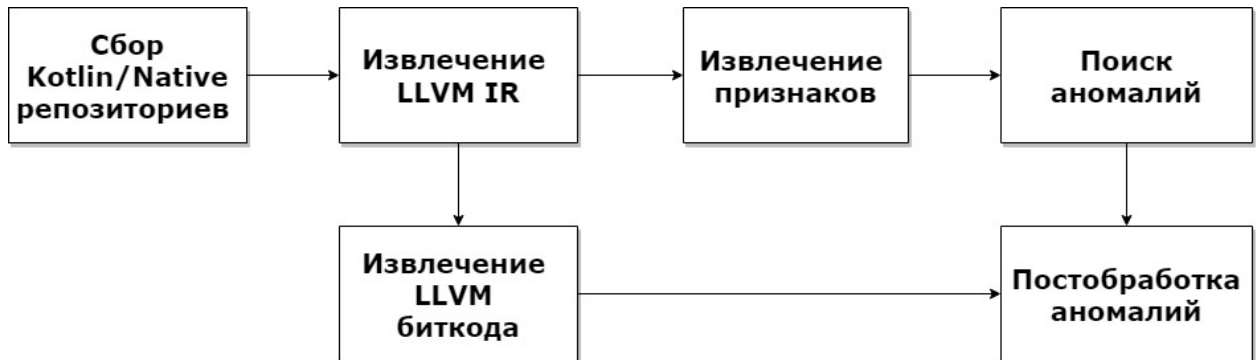 Сбор
Kotlin/Native
репозиториев
Извлечение
LLVM IR
Извлечение
признаков
Поиск
аномалий
Извлечение
LLVM
биткода
Постобработка
аномалий